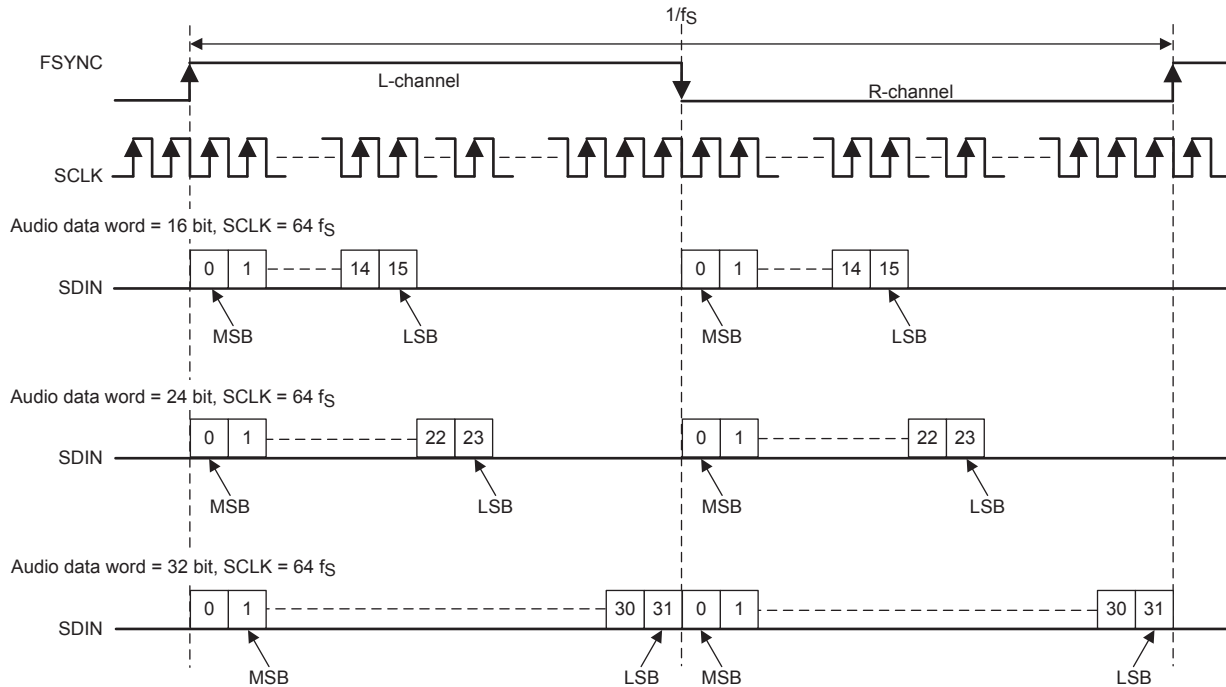 1/fS
FSYNC
L-channel
R-channel
SCLK
Audio data word = 16 bit, SCLK = 64 fS
SDIN 0 1 14 15 0 1 14 15
MSB LSB MSB LSB
Audio data word = 24 bit, SCLK = 64 fS
SDIN 0 1 22 23 0 1 22 23
MSB LSB MSB LSB
Audio data word = 32 bit, SCLK = 64 fS
SDIN 0 1 30 31 0 1 30 31
MSB LSB MSB LSB